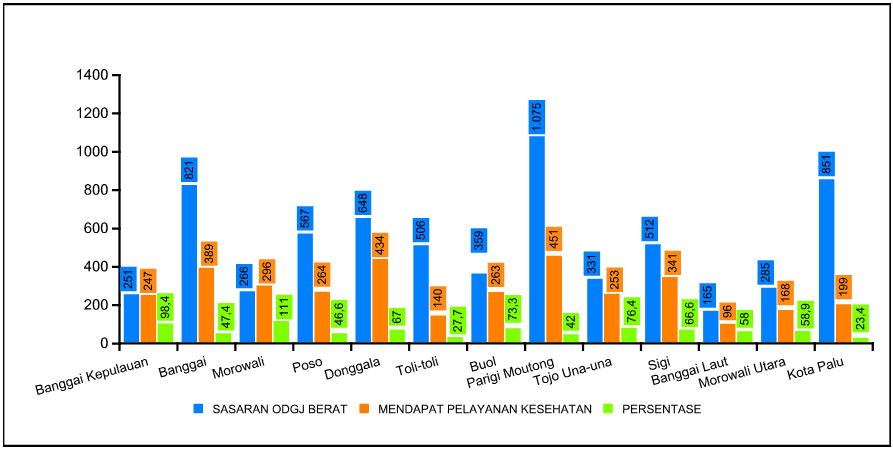 1400
1200
1000
800
600
400
200
0
251 247 98,4
821 389 47,4
266 296 111
567 264 46,6
648 434 67
506 140 27,7
359 263 73,3
1.075 451 42
331 253 76,4
512 341 66,6
165 96 58
285 168 58,9
851 199 23,4
Banggai Kepulauan
Banggai
Morowali
Poso
Donggala
Toli-toli
Buol
Parigi Moutong
Tojo Una-una
Sigi
Banggai Laut
Morowali Utara
Kota Palu
SASARAN ODGJ BERAT MENDAPAT PELAYANAN KESEHATAN PERSENTASE